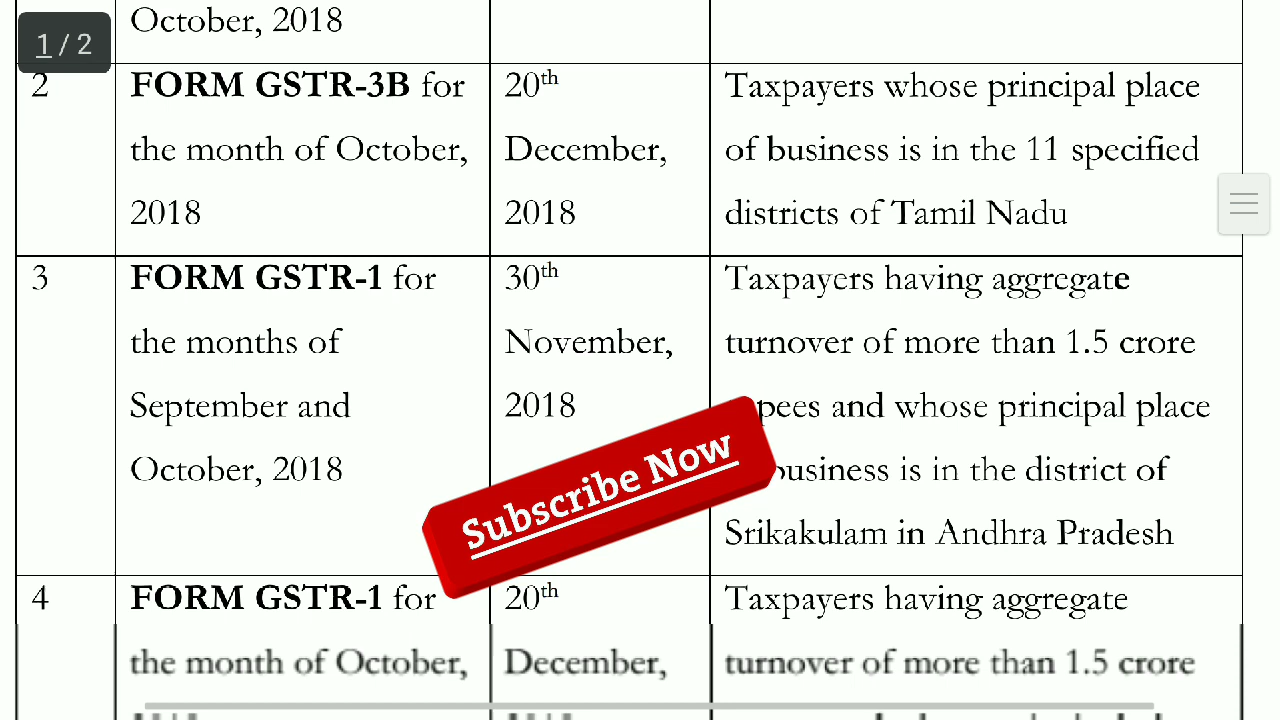 1 / 2
October, 2018
2
FORM GSTR-3B for
the month of October,
2018
20th
December,
2018
Taxpayers whose principal place
of business is in the 11 specified
districts of Tamil Nadu
3
FORM GSTR-1 for
the months of
September and
October, 2018
30th
November,
2018
Taxpayers having aggregate
turnover of more than 1.5 crore
pees and whose principal place
business is in the district of
Srikakulam in Andhra Pradesh
Subscribe Now
4
FORM GSTR-1 for
the month of October,
20th
December,
Taxpayers having aggregate
turnover of more than 1.5 crore